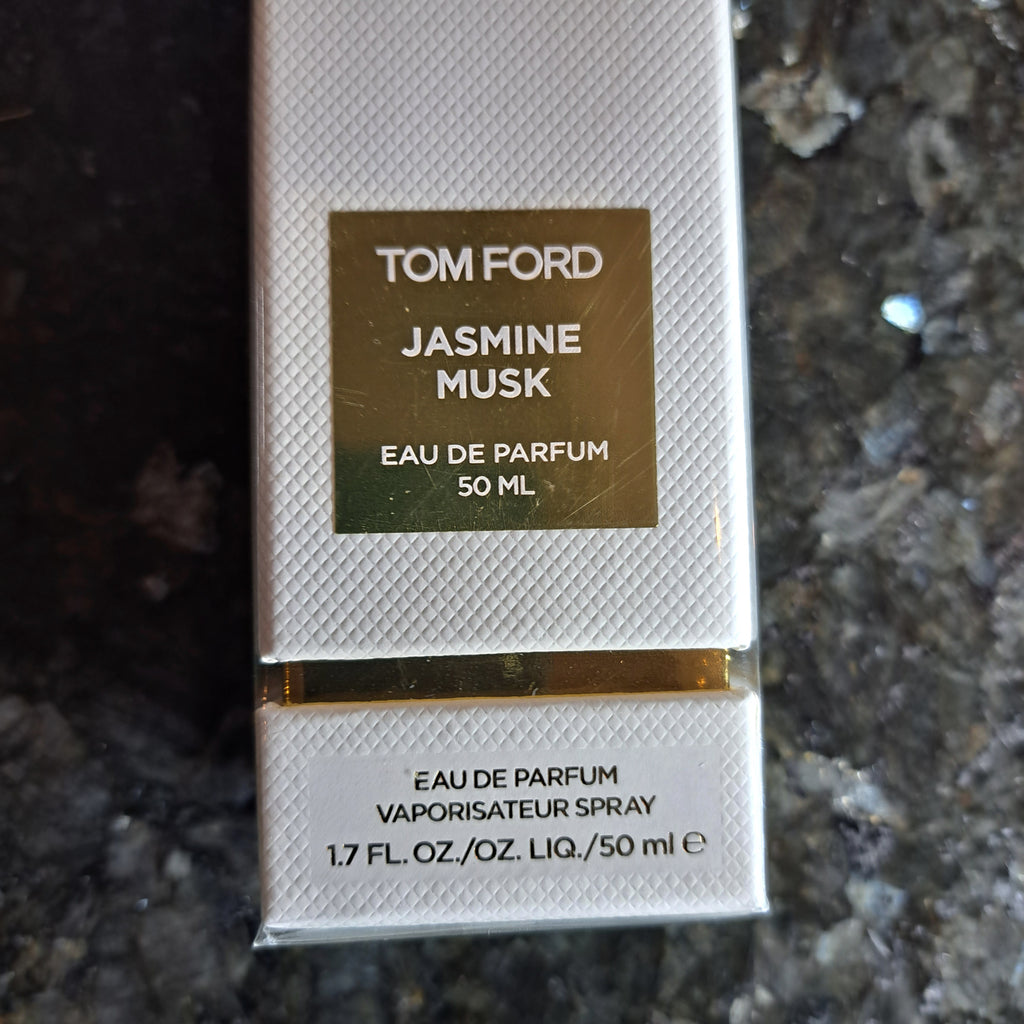 TOM FORD
JASMINE
MUSK
EAU DE PARFUM
50 ML
EAU DE PARFUM
VAPORISATEUR SPRAY
1.7 FL. OZ./OZ. LIQ./50 ml ℮